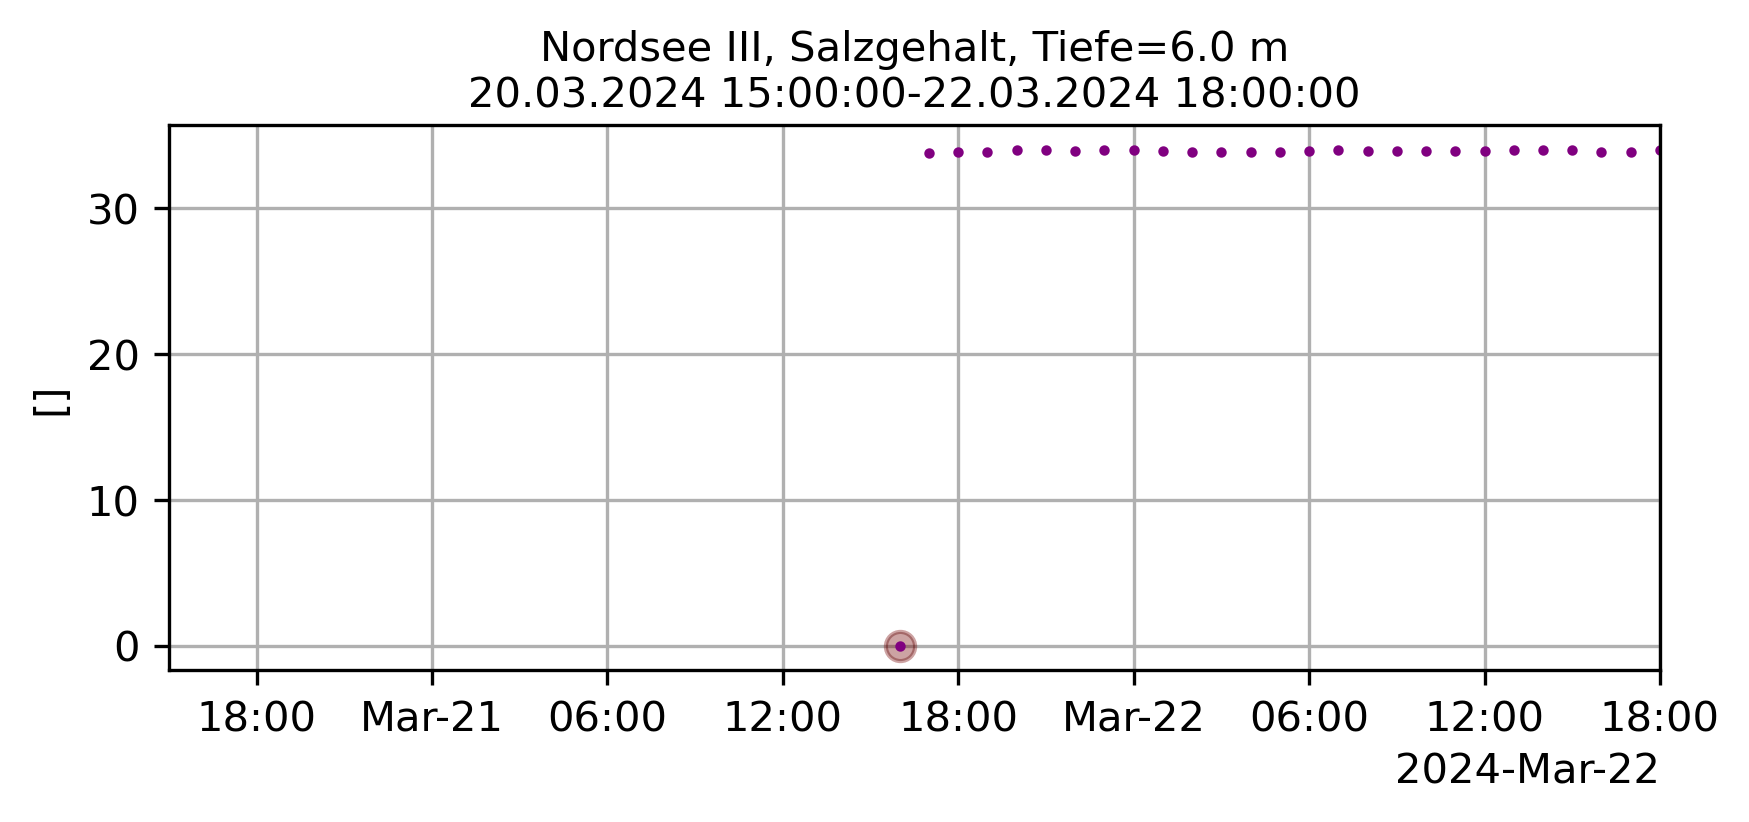 Nordsee III, Salzgehalt, Tiefe=6.0 m
20.03.2024 15:00:00-22.03.2024 18:00:00
30
20
10
0
[]
18:00 Mar-21 06:00 12:00 18:00 Mar-22 06:00 12:00 18:00
2024-Mar-22